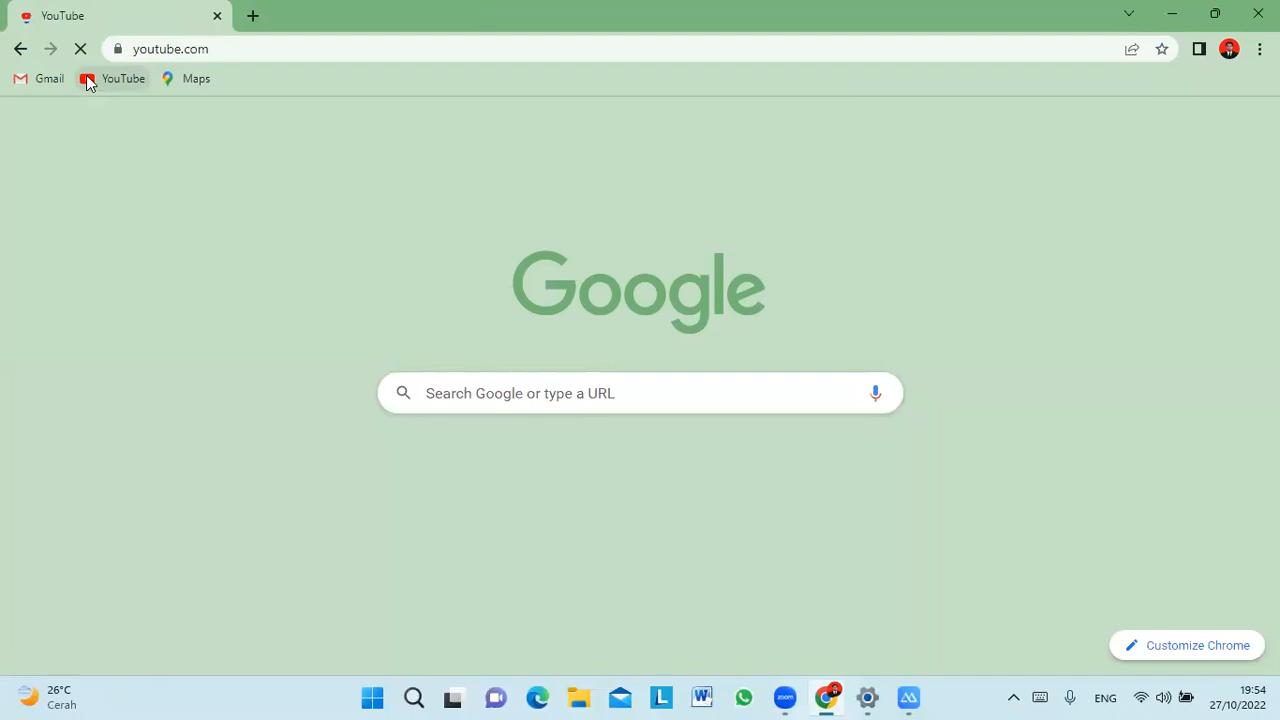 YouTube
youtube.com
Gmail
YouTube
Maps
Google
Search Google or type a URL
Customize Chrome
26°C
Cerah
L
W
zoom
ENG
19:54
27/10/2022